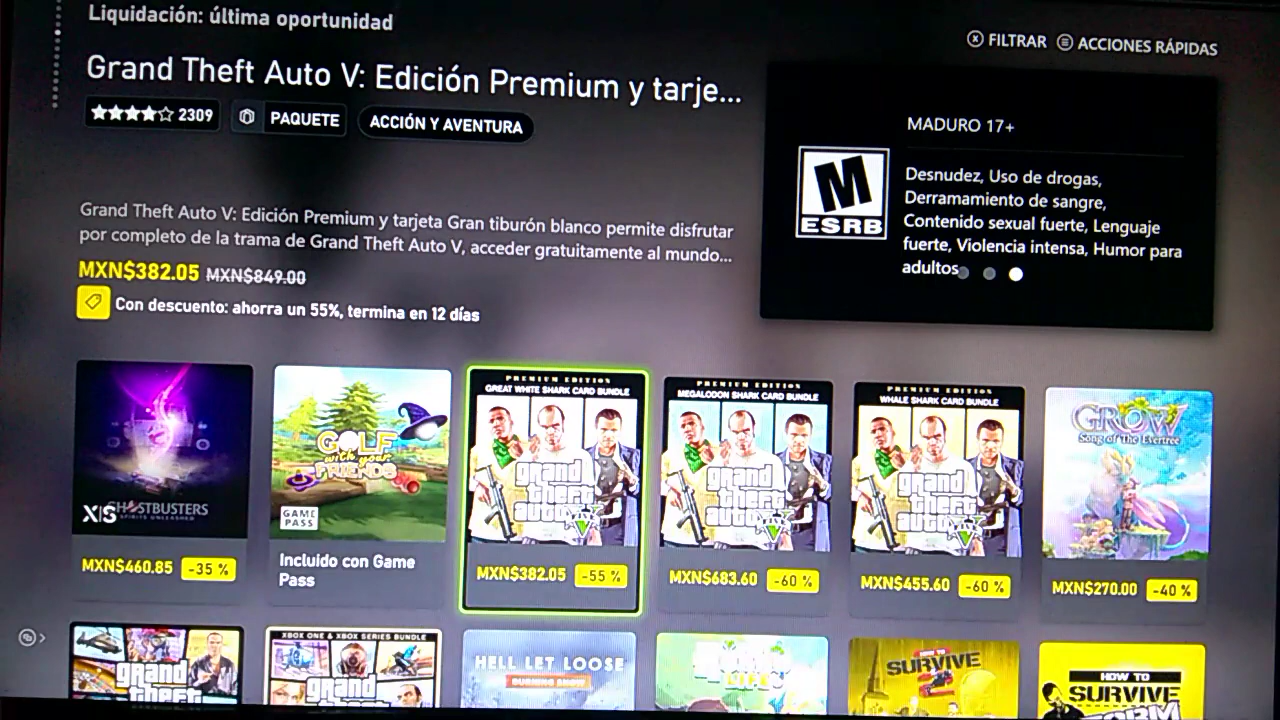 Liquidación: última oportunidad
FILTRAR ACCIONES RÁPIDAS
Grand Theft Auto V: Edición Premium y tarje...
2309 PAQUETE ACCIÓN Y AVENTURA
MADURO 17+
M
ESRB
Desnudez, Uso de drogas,
Derramamiento de sangre,
Contenido sexual fuerte, Lenguaje
fuerte, Violencia intensa, Humor para
adultos
Grand Theft Auto V: Edición Premium y tarjeta Gran tiburón blanco permite disfrutar
por completo de la trama de Grand Theft Auto V, acceder gratuitamente al mundo...
MXN$382.05 MXN$849.00
Con descuento: ahorra un 55%, termina en 12 días
X|S
GHOSTBUSTERS
SPIRITS UNLEASHED
MXN$460.85 -35 %
GOLF
with your
FRIENDS
GAME
PASS
Incluido con Game
Pass
PREMIUM EDITION
GREAT WHITE SHARK CARD BUNDLE
grand
theft
auto V
MXN$382.05 -55 %
PREMIUM EDITION
MEGALODON SHARK CARD BUNDLE
grand
theft
auto V
MXN$683.60 -60 %
PREMIUM EDITION
WHALE SHARK CARD BUNDLE
grand
theft
auto V
MXN$455.60 -60 %
GROW
Song of The Evertree
MXN$270.00 -40 %
grand
theft
XBOX ONE & XBOX SERIES BUNDLE
grand
HELL LET LOOSE
BURNING SNOW
LIFE
HOW TO
SURVIVE
2
HOW TO
SURVIVE